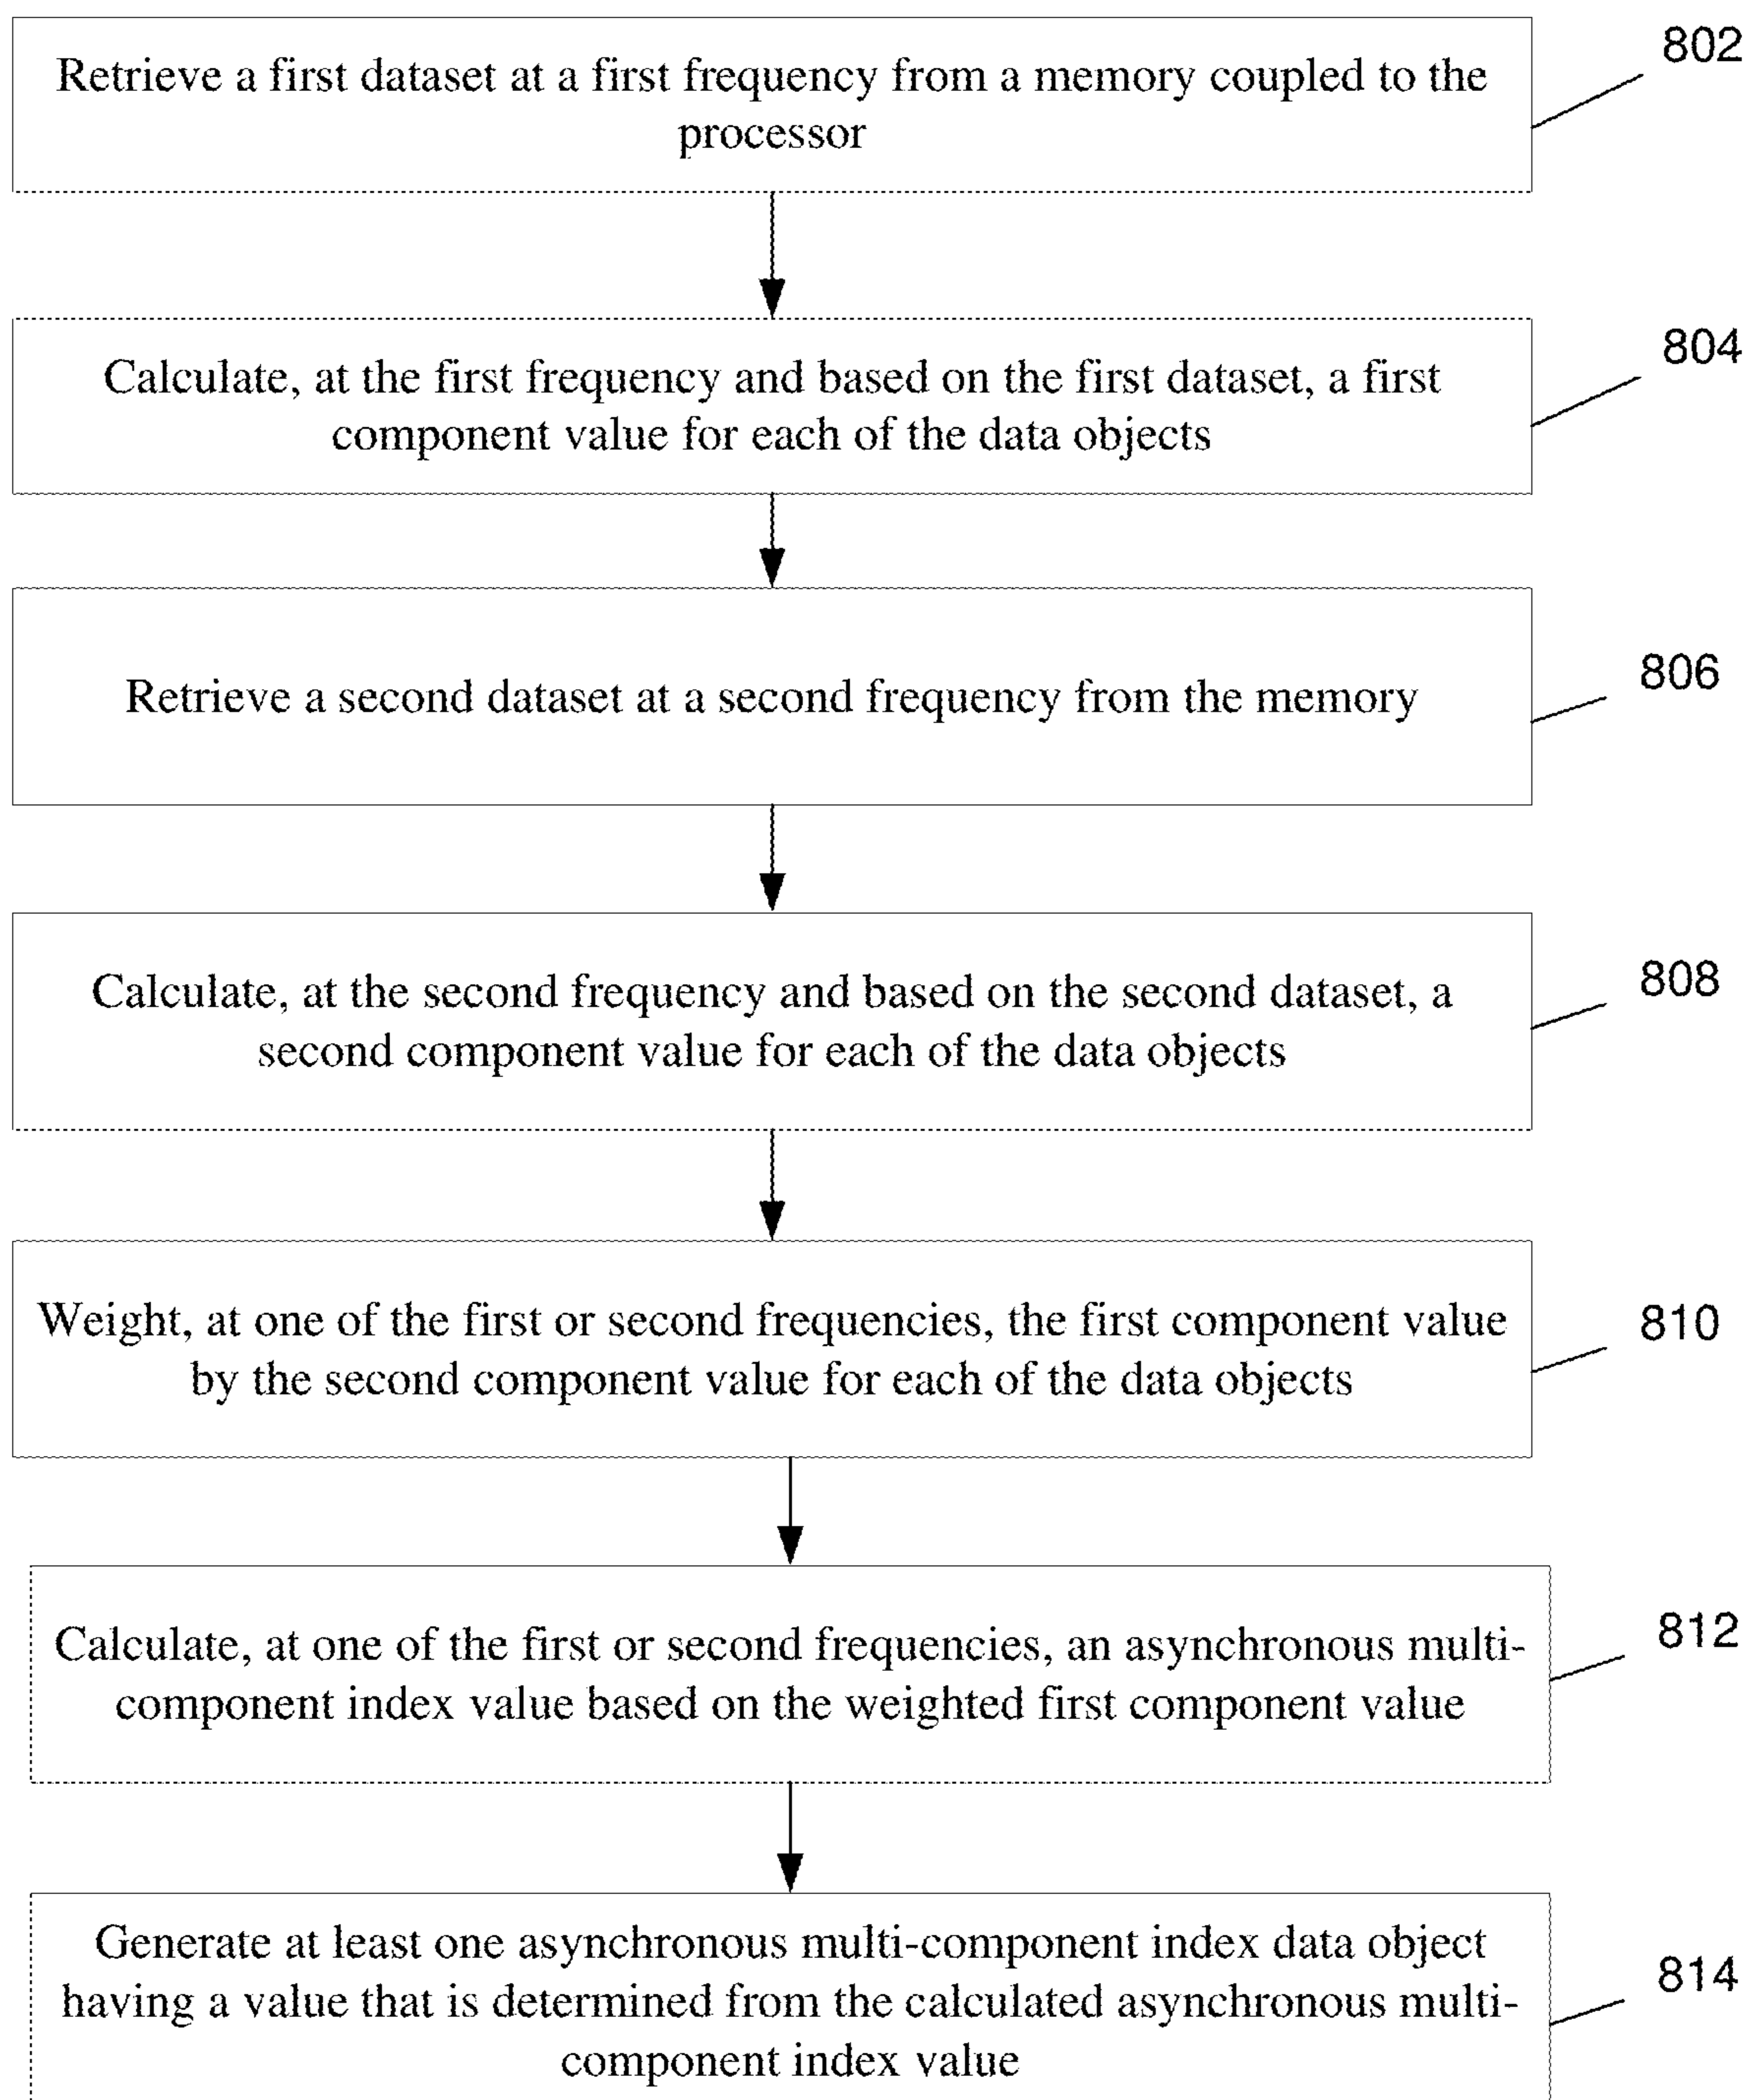 Retrieve a first dataset at a first frequency from a memory coupled to the
processor
802
Calculate, at the first frequency and based on the first dataset, a first
component value for each of the data objects
804
Retrieve a second dataset at a second frequency from the memory
806
Calculate, at the second frequency and based on the second dataset, a
second component value for each of the data objects
808
Weight, at one of the first or second frequencies, the first component value
by the second component value for each of the data objects
810
Calculate, at one of the first or second frequencies, an asynchronous multi-
component index value based on the weighted first component value
812
Generate at least one asynchronous multi-component index data object
having a value that is determined from the calculated asynchronous multi-
component index value
814